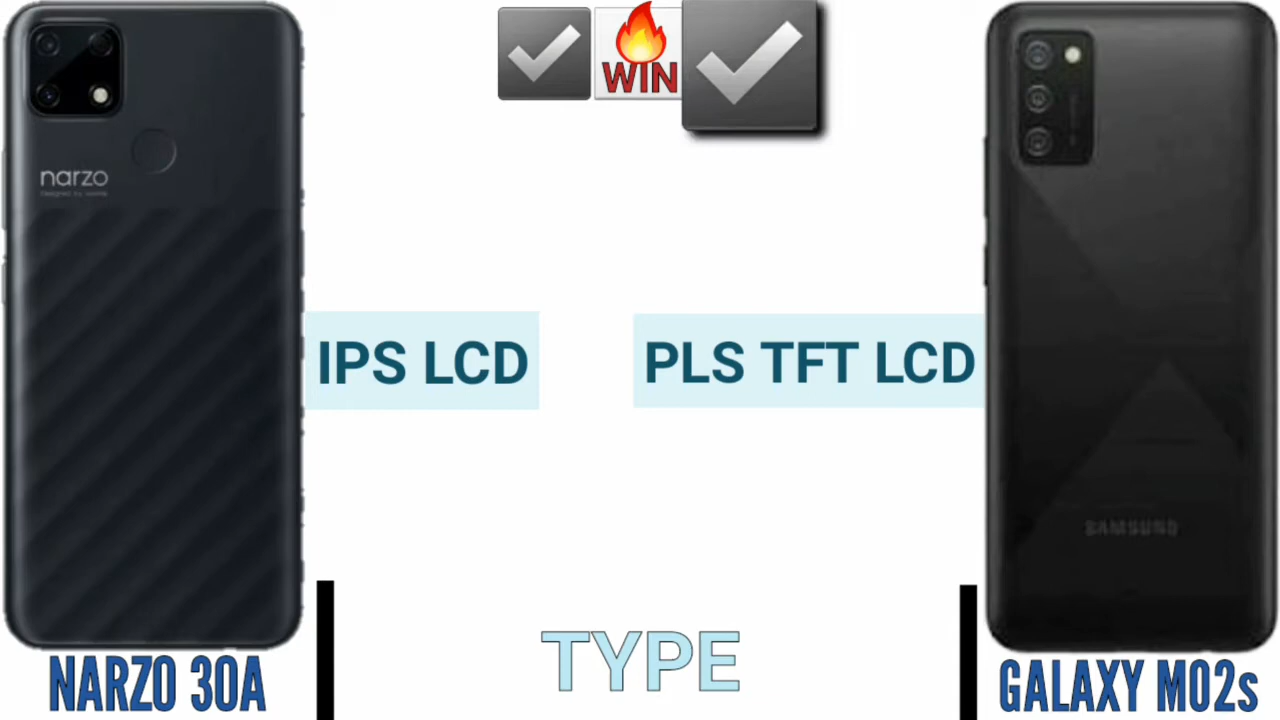 WIN
narzo
IPS LCD
PLS TFT LCD
SAMSUNG
TYPE
NARZO 30A
GALAXY M02s